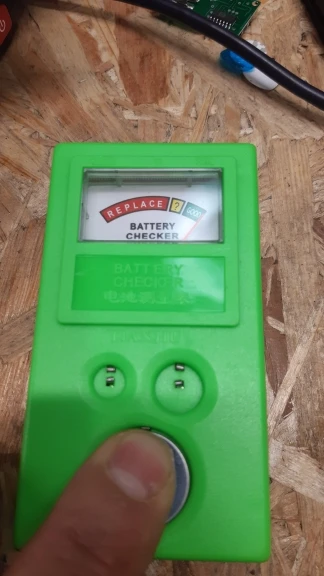 REPLACE ? GOOD
BATTERY
CHECKER
BATTERY
CHECKER